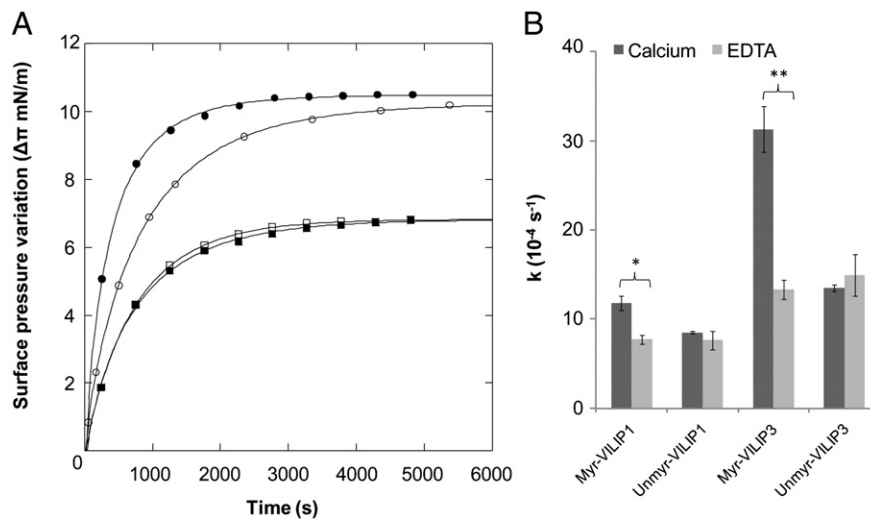 A
Surface pressure variation (Δπ mN/m)
12
10
8
6
4
2
0
1000
2000
3000
4000
5000
6000
Time (s)
B
k (10⁻⁴ s⁻¹)
40
30
20
10
0
Calcium
EDTA
*
**
Myr-VILIP1
Unmyr-VILIP1
Myr-VILIP3
Unmyr-VILIP3